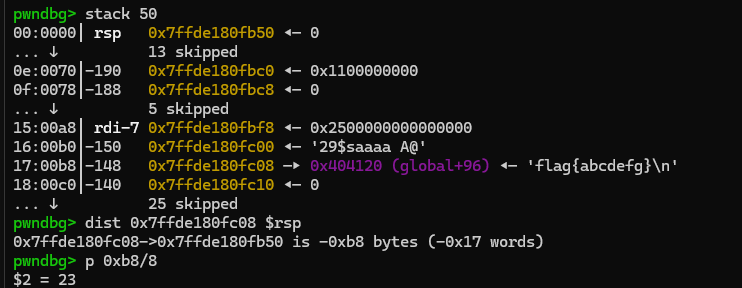 pwndbg> stack 50
00:0000│ rsp   0x7ffde180fb50 ◂— 0
... ↓          13 skipped
0e:0070│-190   0x7ffde180fbc0 ◂— 0x1100000000
0f:0078│-188   0x7ffde180fbc8 ◂— 0
... ↓          5 skipped
15:00a8│ rdi-7 0x7ffde180fbf8 ◂— 0x2500000000000000
16:00b0│-150   0x7ffde180fc00 ◂— '29$saaaa A@'
17:00b8│-148   0x7ffde180fc08 —▸ 0x404120 (global+96) ◂— 'flag{abcdefg}\n'
18:00c0│-140   0x7ffde180fc10 ◂— 0
... ↓          25 skipped
pwndbg> dist 0x7ffde180fc08 $rsp
0x7ffde180fc08->0x7ffde180fb50 is -0xb8 bytes (-0x17 words)
pwndbg> p 0xb8/8
$2 = 23